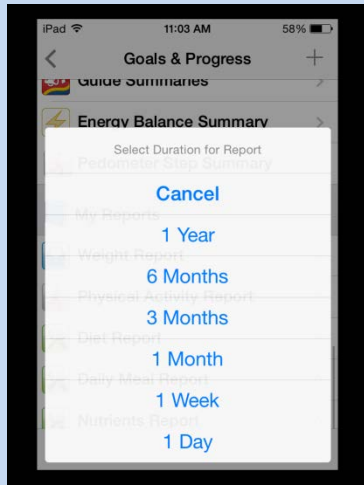 iPad 11:03 AM 58%
Goals & Progress
Guide Summaries
Energy Balance Summary
Select Duration for Report
Pedometer Step Summary
Cancel
My Reports
1 Year
Weight Report
6 Months
Physical Activity Report
3 Months
Diet Report
1 Month
Daily Meal Report
1 Week
Nutrients Report
1 Day